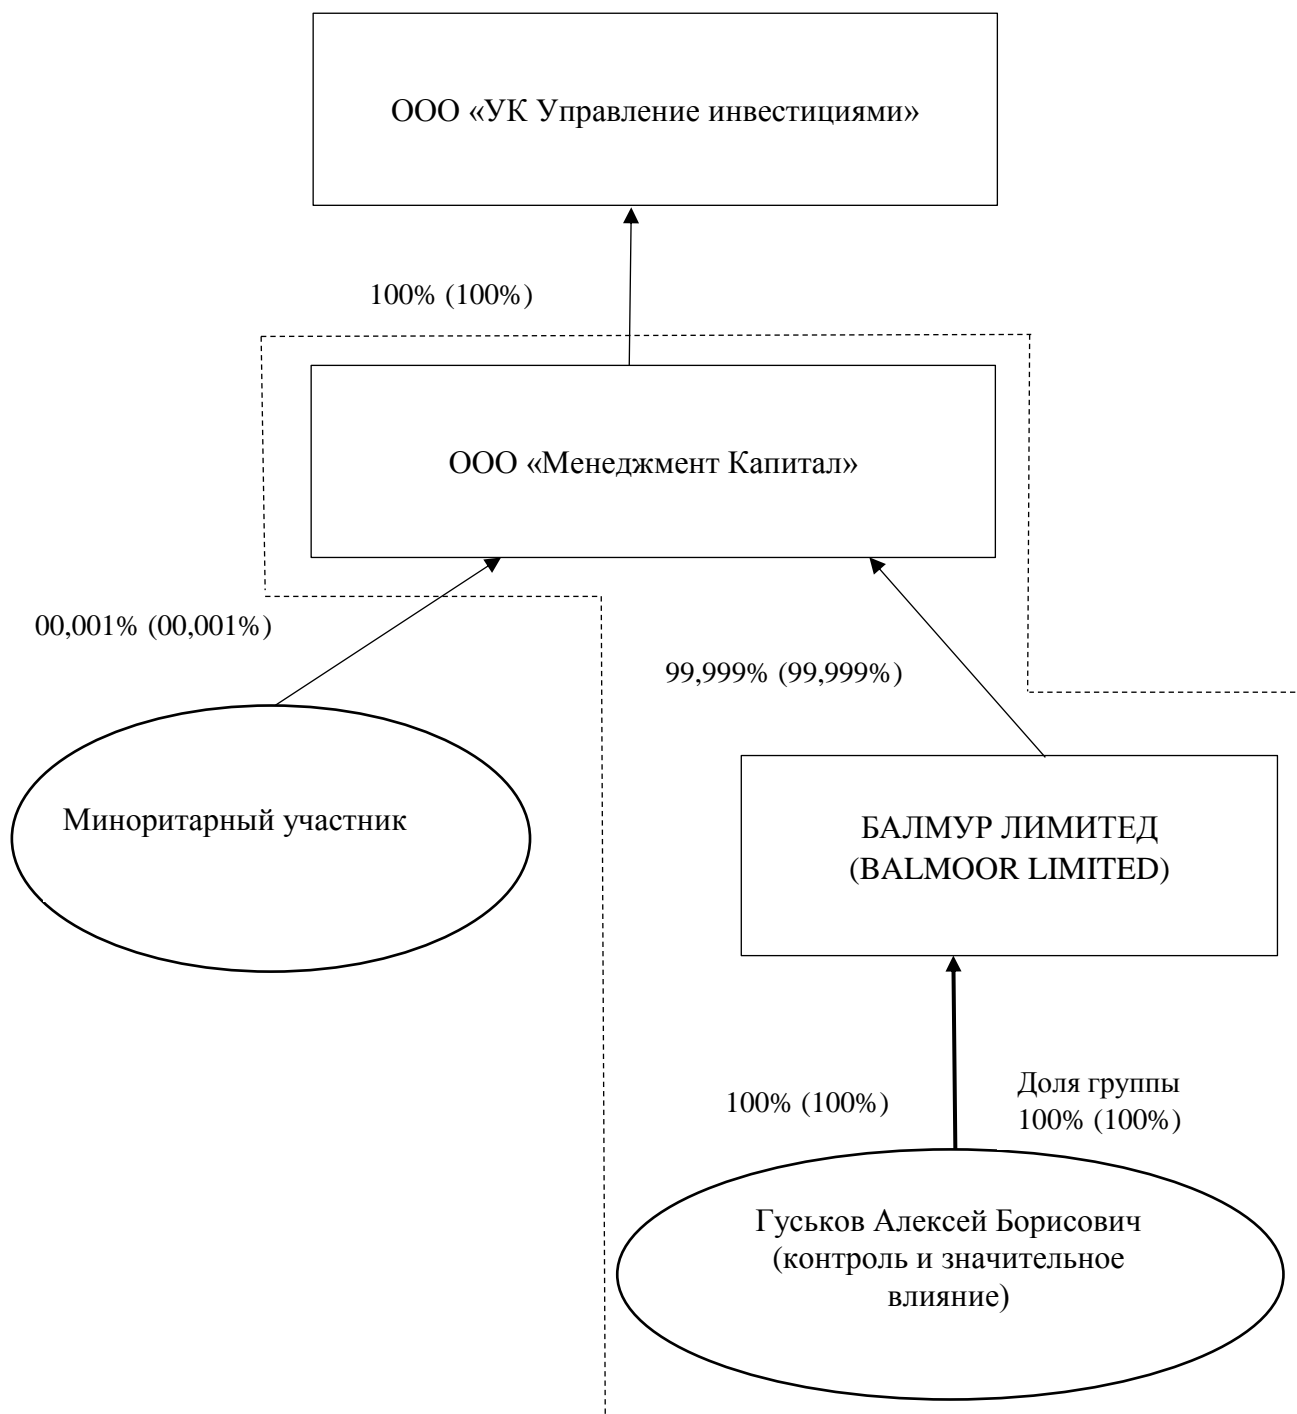 ООО «УК Управление инвестициями»
100% (100%)
ООО «Менеджмент Капитал»
00,001% (00,001%)
99,999% (99,999%)
Миноритарный участник
БАЛМУР ЛИМИТЕД
(BALMOOR LIMITED)
100% (100%)
Доля группы
100% (100%)
Гуськов Алексей Борисович
(контроль и значительное
влияние)